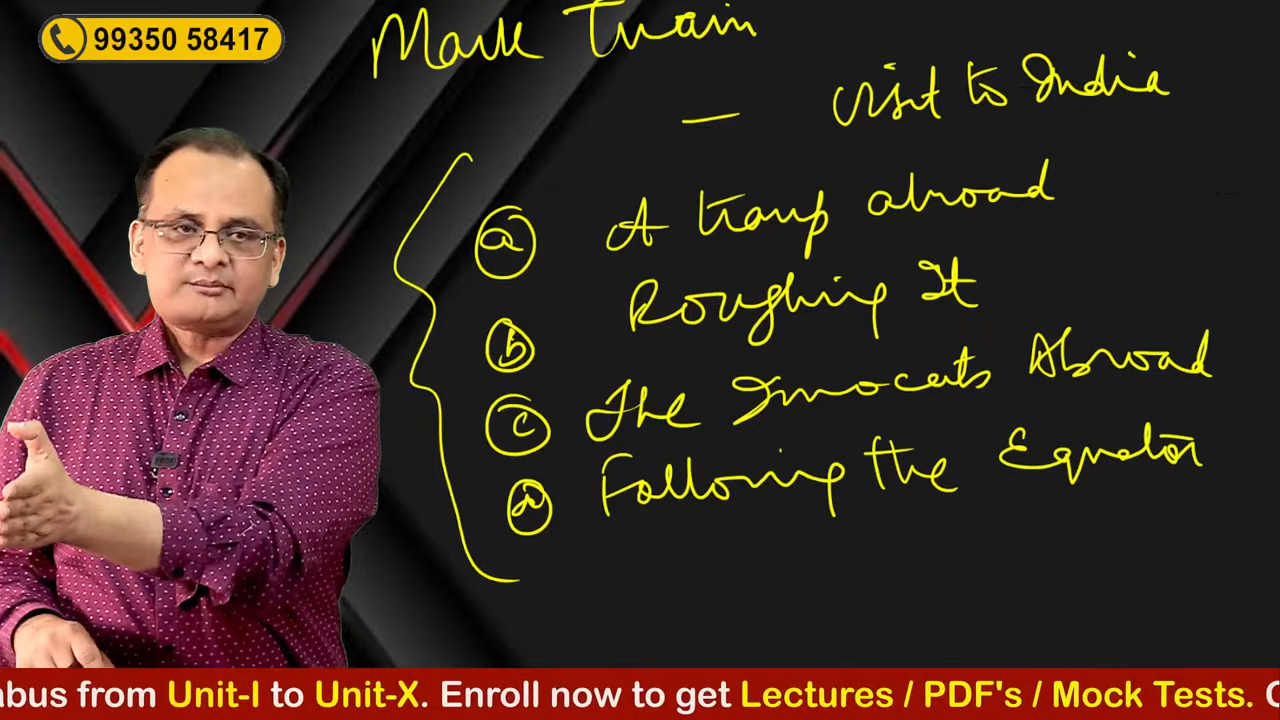 99350 58417
Mark Twain
— visit to India
(a) A tramp abroad
(b) Roughing It
(c) The Innocents Abroad
(d) Following the Equator
abus from Unit-I to Unit-X. Enroll now to get Lectures / PDF's / Mock Tests. C